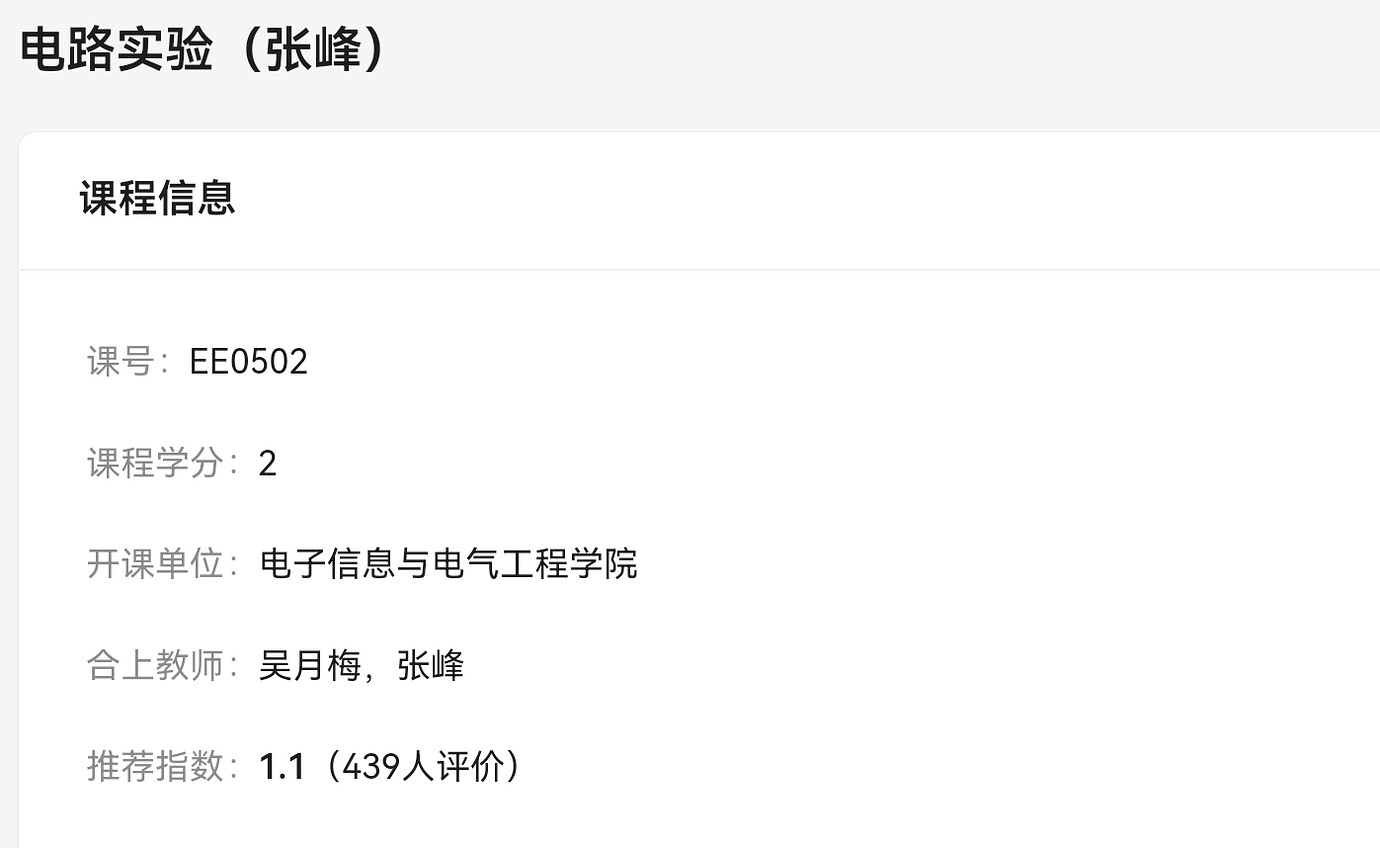 电路实验（张峰）
课程信息
课号：EE0502
课程学分：2
开课单位：电子信息与电气工程学院
合上教师：吴月梅，张峰
推荐指数：1.1（439人评价）